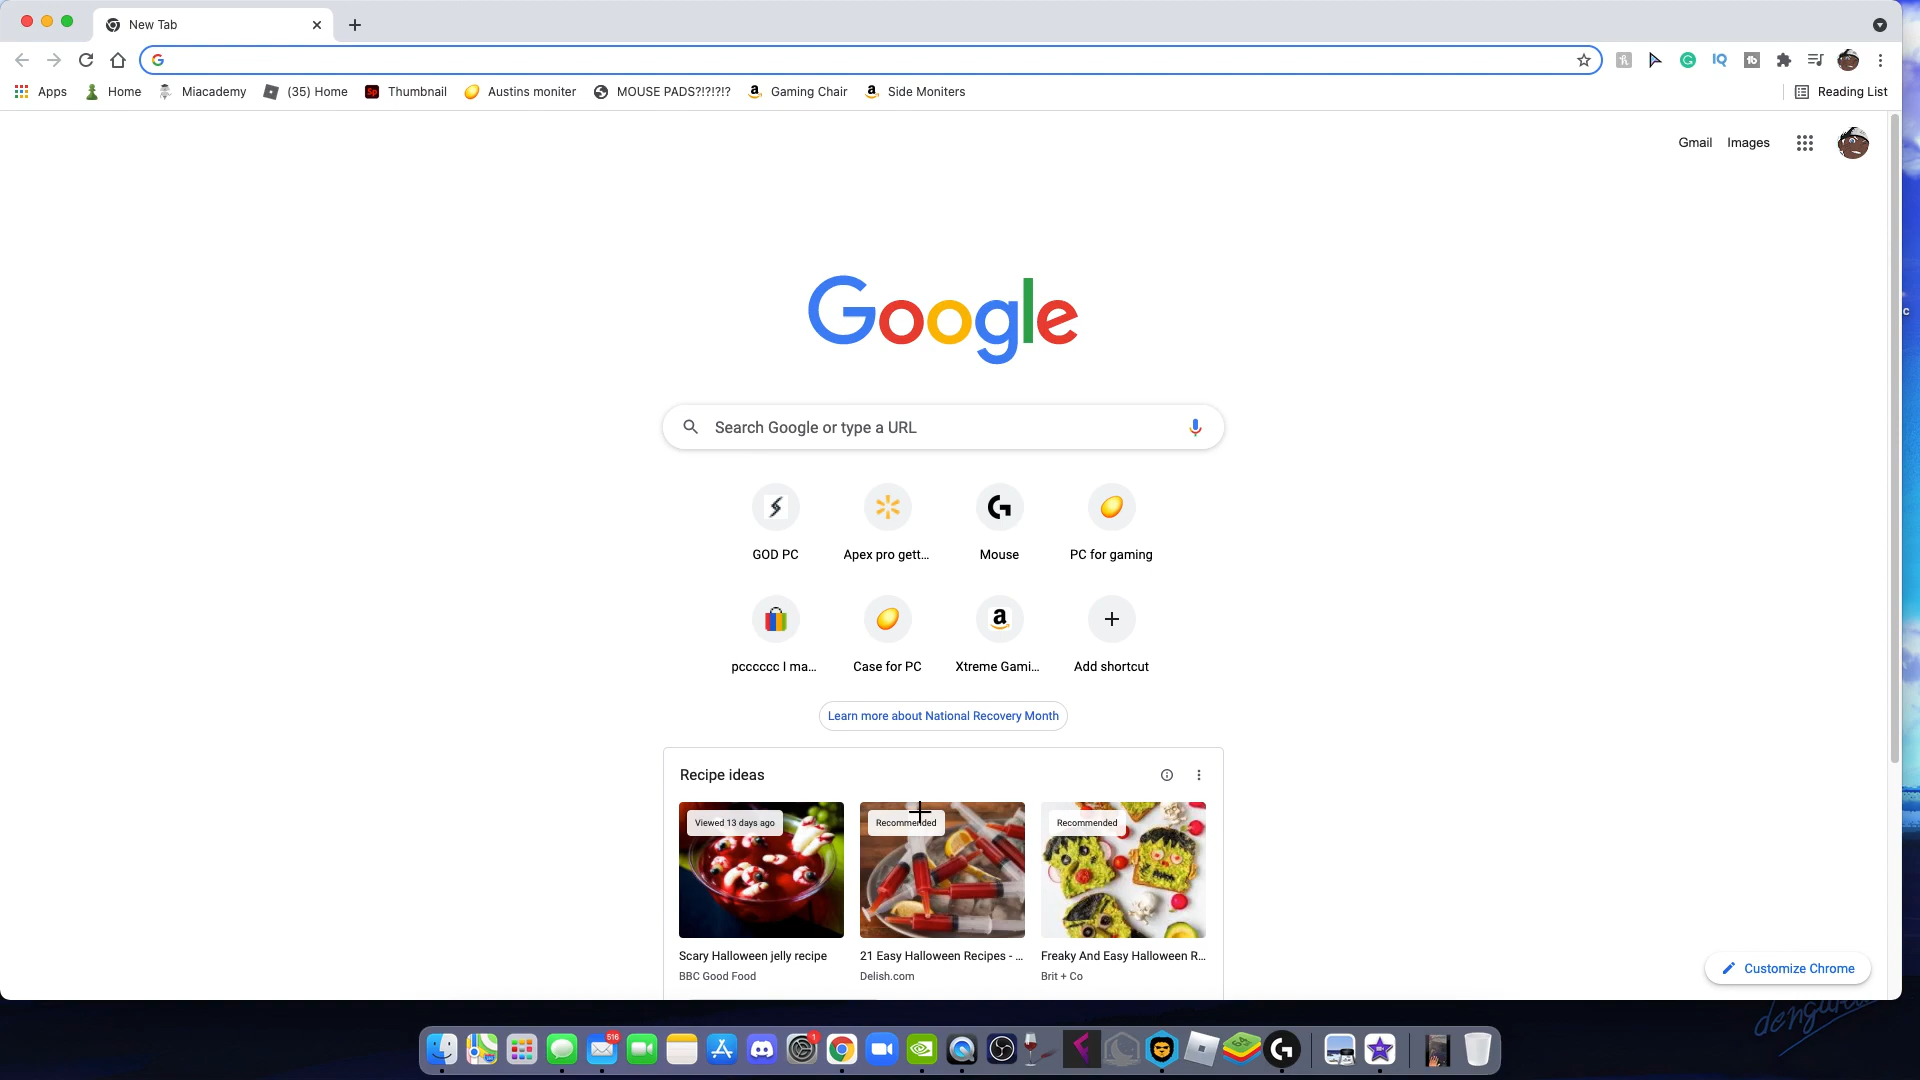 New Tab
Apps Home Miacademy (35) Home Thumbnail Austins moniter MOUSE PADS?!?!?!? Gaming Chair Side Moniters Reading List
Gmail Images
Google
Search Google or type a URL
GOD PC Apex pro gett... Mouse PC for gaming
pcccccc I ma... Case for PC Xtreme Gami... Add shortcut
Learn more about National Recovery Month
Recipe ideas
Viewed 13 days ago Recommended Recommended
Scary Halloween jelly recipe 21 Easy Halloween Recipes - ... Freaky And Easy Halloween R...
BBC Good Food Delish.com Brit + Co
Customize Chrome
516 1